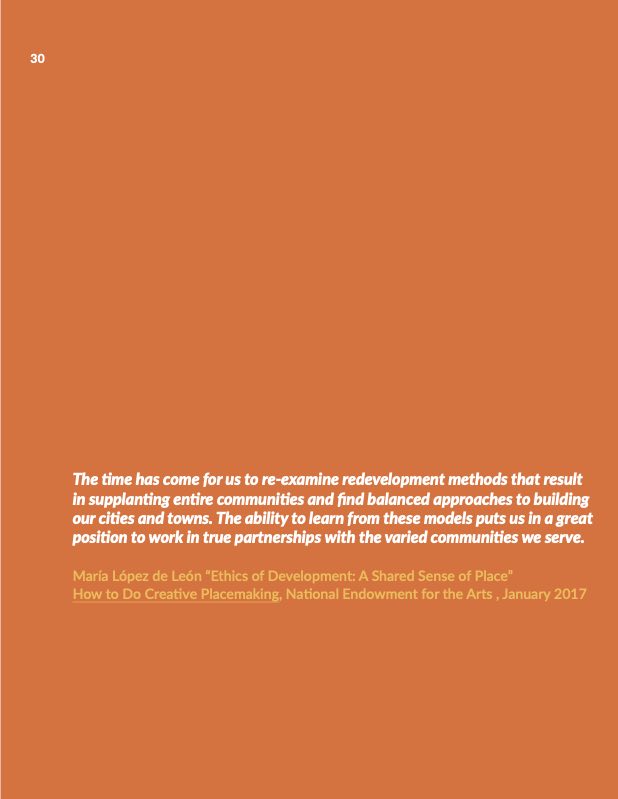 30
The time has come for us to re-examine redevelopment methods that result
in supplanting entire communities and find balanced approaches to building
our cities and towns. The ability to learn from these models puts us in a great
position to work in true partnerships with the varied communities we serve.
María López de León “Ethics of Development: A Shared Sense of Place”
How to Do Creative Placemaking, National Endowment for the Arts , January 2017